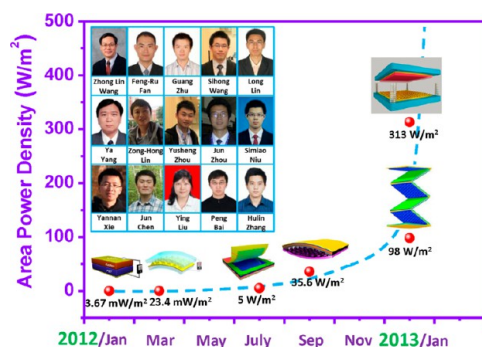 Area Power Density (W/m²)
500
400
300
200
100
0
Zhong Lin Wang
Feng-Ru Fan
Guang Zhu
Sihong Wang
Long Lin
Ya Yang
Zong-Hong Lin
Yusheng Zhou
Jun Zhou
Simiao Niu
Yannan Xie
Jun Chen
Ying Liu
Peng Bai
Hulin Zhang
313 W/m²
98 W/m²
3.67 mW/m²
23.4 mW/m²
5 W/m²
35.6 W/m²
2012/Jan Mar May July Sep Nov 2013/Jan